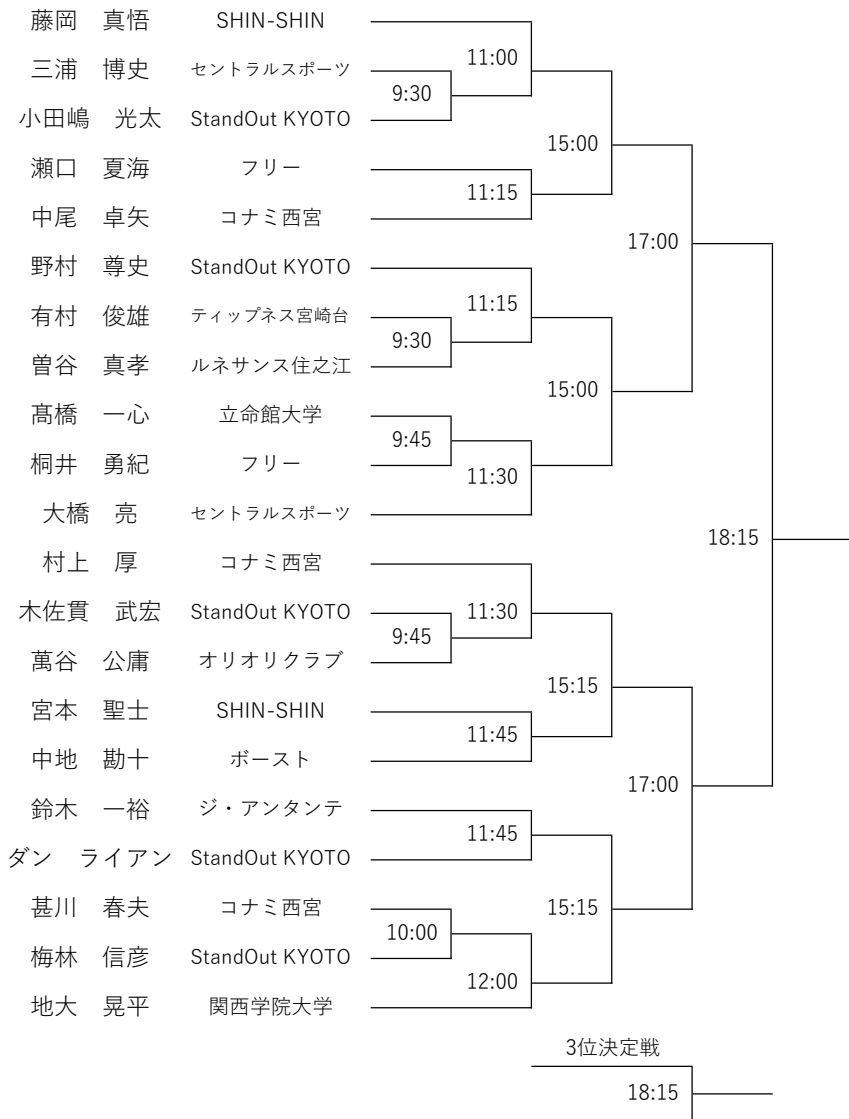 藤岡　真悟 SHIN-SHIN
11:00
三浦　博史 セントラルスポーツ
9:30
小田嶋　光太 StandOut KYOTO
15:00
瀬口　夏海 フリー
11:15
中尾　卓矢 コナミ西宮
17:00
野村　尊史 StandOut KYOTO
11:15
有村　俊雄 ティップネス宮崎台
9:30
曽谷　真孝 ルネサンス住之江
15:00
髙橋　一心 立命館大学
9:45
桐井　勇紀 フリー
11:30
大橋　亮 セントラルスポーツ
18:15
村上　厚 コナミ西宮
木佐貫　武宏 StandOut KYOTO 11:30
9:45
萬谷　公庸 オリオリクラブ
15:15
宮本　聖士 SHIN-SHIN
11:45
中地　勘十 ボースト
17:00
鈴木　一裕 ジ・アンタンテ
11:45
ダン　ライアン StandOut KYOTO
甚川　春夫 コナミ西宮 15:15
10:00
梅林　信彦 StandOut KYOTO
12:00
地大　晃平 関西学院大学
3位決定戦
18:15